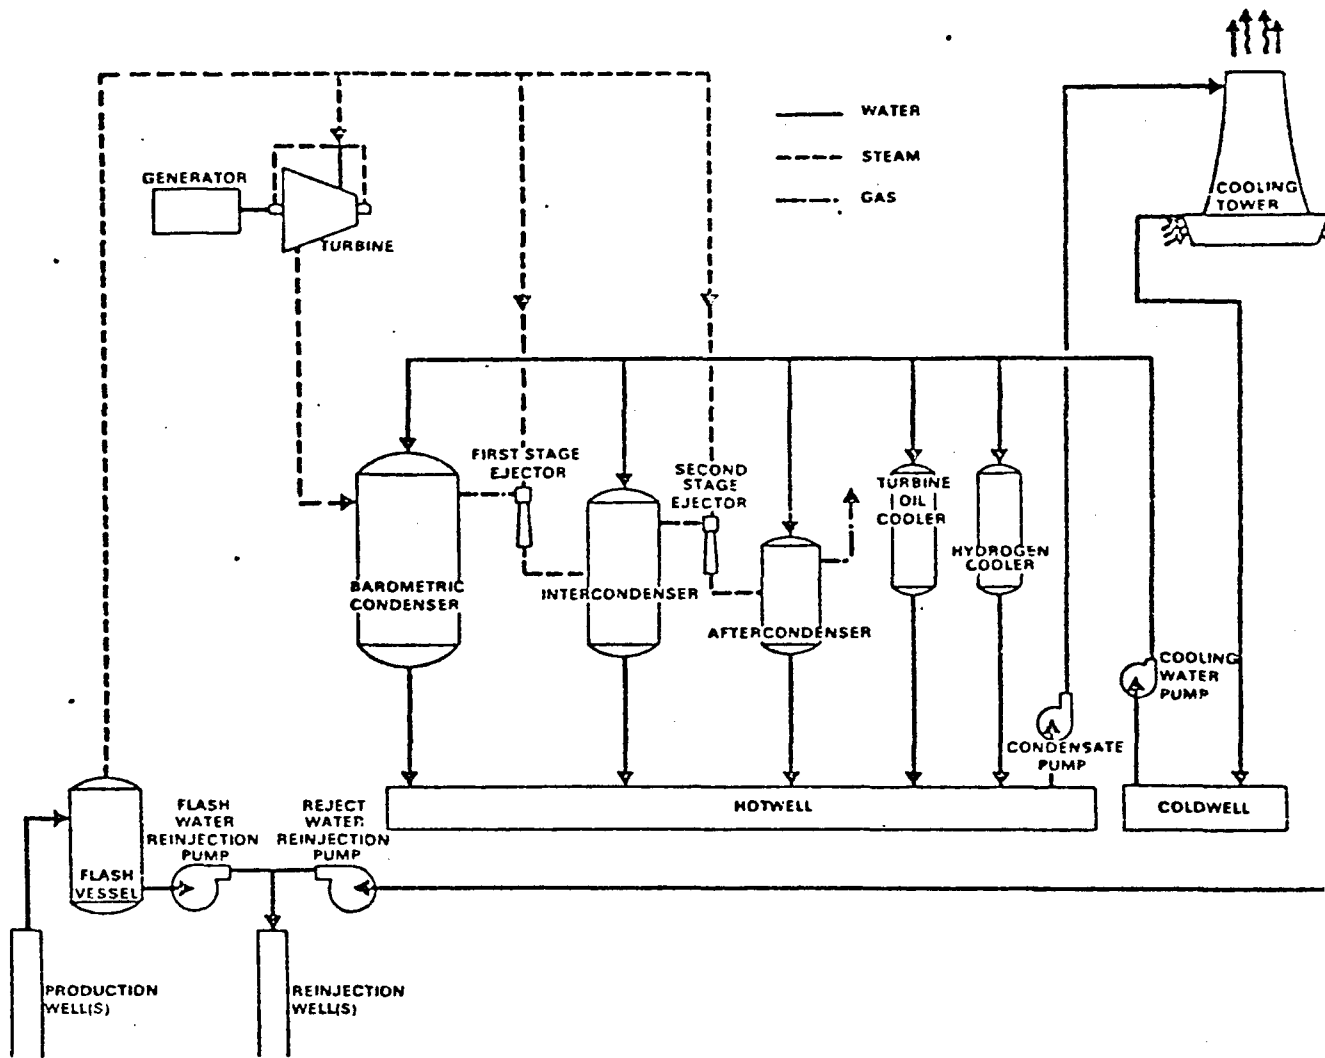 WATER
STEAM
GAS
GENERATOR
TURBINE
COOLING
TOWER
FIRST STAGE
EJECTOR
SECOND
STAGE
EJECTOR
TURBINE
OIL
COOLER
HYDROGEN
COOLER
BAROMETRIC
CONDENSER
INTERCONDENSER
AFTERCONDENSER
COOLING
WATER
PUMP
CONDENSATE
PUMP
HOTWELL
COLDWELL
FLASH
WATER
REINJECTION
PUMP
REJECT
WATER
REINJECTION
PUMP
FLASH
VESSEL
PRODUCTION
WELL(S)
REINJECTION
WELL(S)